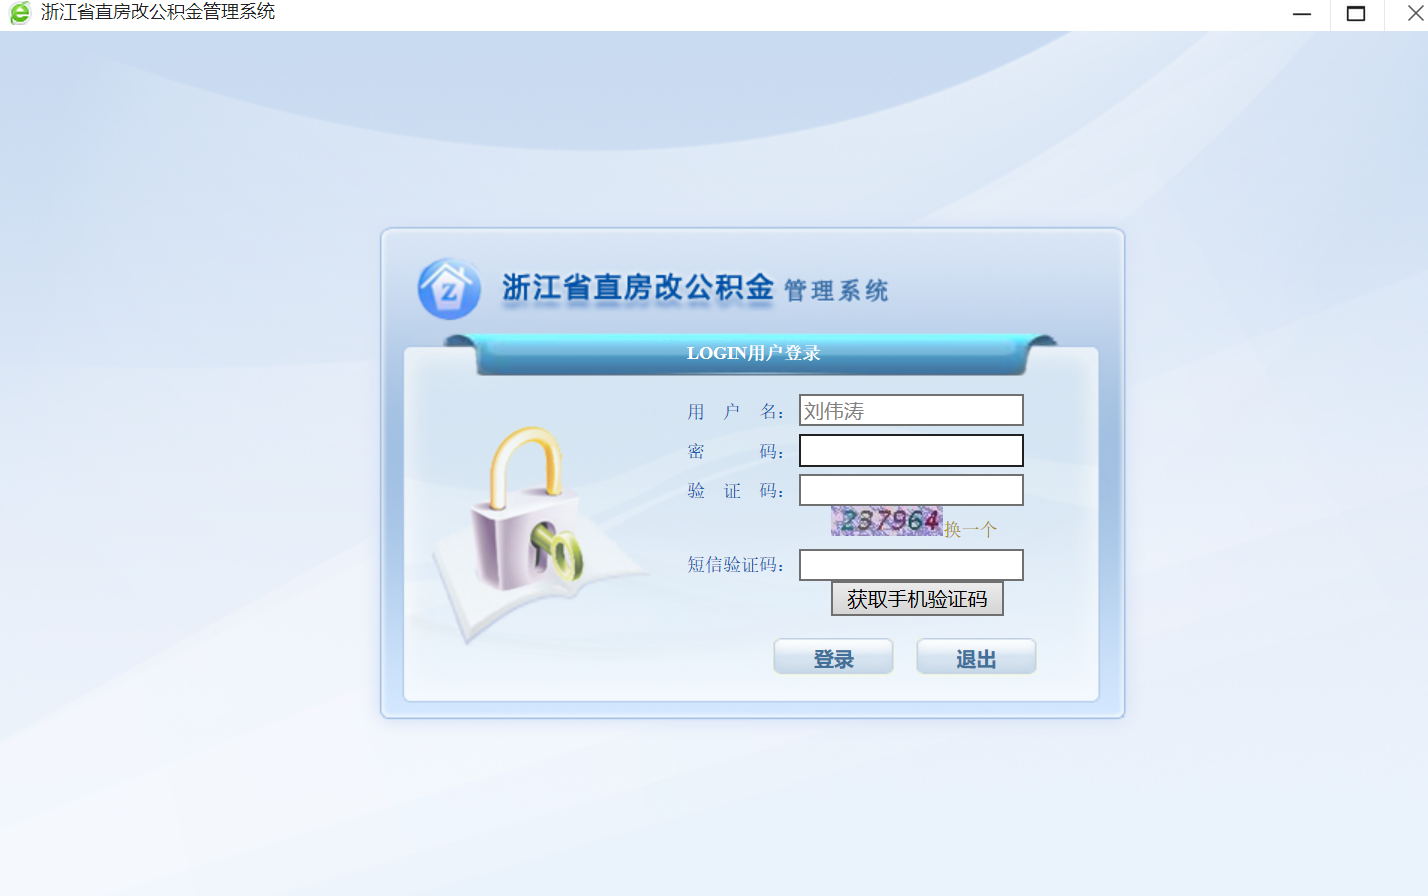 浙江省直房改公积金管理系统
浙江省直房改公积金 管理系统
LOGIN用户登录
用 户 名： 刘伟涛
密 码：
验 证 码：
237964 换一个
短信验证码：
获取手机验证码
登录 退出